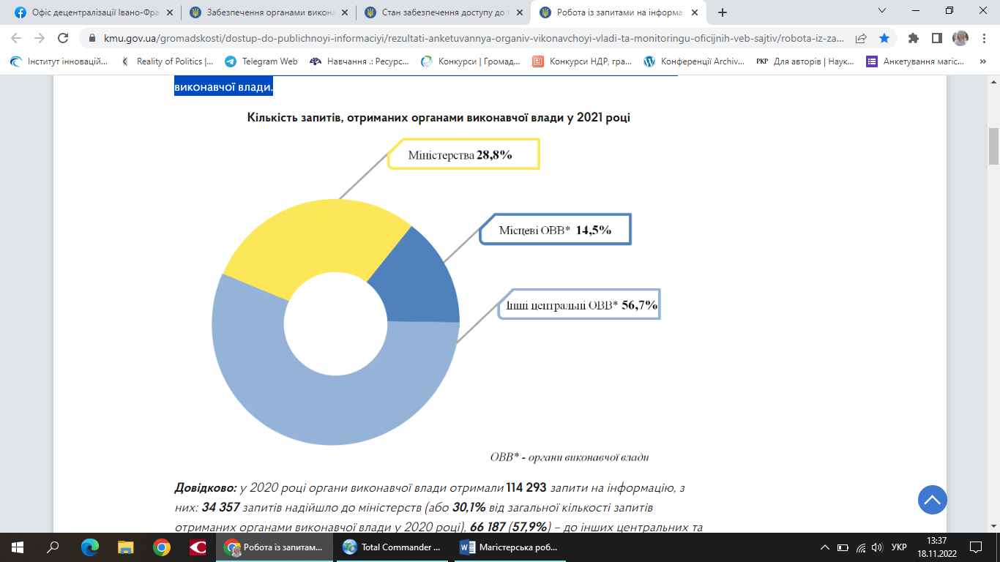 Офіс децентралізації Івано-Фра
Забезпечення органами викона
Стан забезпечення доступу до п
Робота із запитами на інформа
kmu.gov.ua/gromadskosti/dostup-do-publichnoyi-informaciyi/rezultati-anketuvannya-organiv-vikonavchoyi-vladi-ta-monitoringu-oficijnih-veb-sajtiv/robota-iz-za...
Інститут інновацій...
Reality of Politics |...
Telegram Web
Навчання .: Ресурс...
Конкурси | Громад...
Конкурси НДР, гра...
Конференції Archiv...
PKP Для авторів | Наук...
Анкетування магіс...
виконавчої влади.
Кількість запитів, отриманих органами виконавчої влади у 2021 році
Міністерства 28,8%
Місцеві ОВВ* 14,5%
Інші центральні ОВВ* 56,7%
ОВВ* - органи виконавчої влади
Довідково: у 2020 році органи виконавчої влади отримали 114 293 запити на інформацію, з
них: 34 357 запитів надійшло до міністерств (або 30,1% від загальної кількості запитів
отриманих органами виконавчої влади у 2020 році), 66 187 (57,9%) – до інших центральних та
Робота із запитам...
Total Commander ...
Магістерська роб...
УКР
13:37
18.11.2022